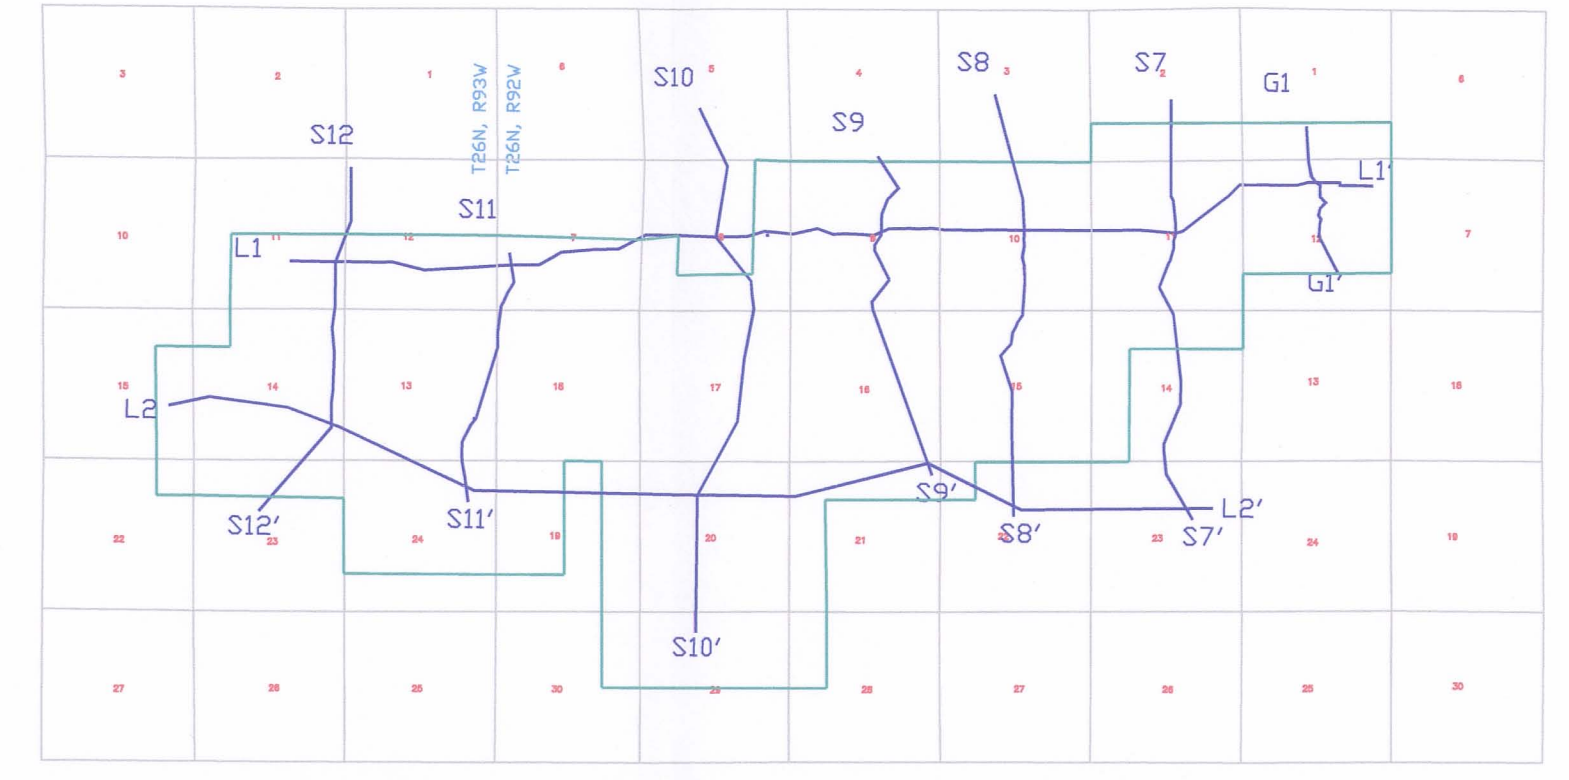 3 2 1 6 5 4 3 2 1 6
S12 S10 S9 S8 S7 G1
T26N, R93W
T26N, R92W
S11 L1'
10 11 12 7 8 9 10 11 12 7
L1 G1'
15 14 13 18 17 16 15 14 13 18
L2
S12' S11' S9' S8' S7' L2'
22 23 24 19 20 21 22 23 24 19
S10'
27 26 25 30 29 28 27 26 25 30